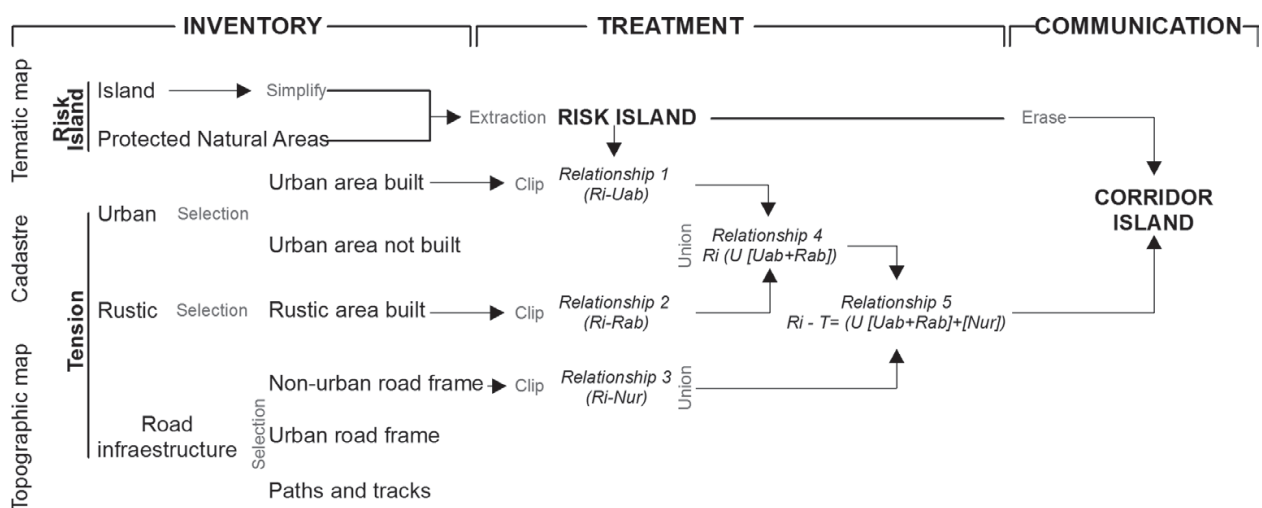 INVENTORY
TREATMENT
COMMUNICATION
Tematic map
Cadastre
Topographic map
Risk
Island
Tension
Island
Simplify
Protected Natural Areas
Extraction
RISK ISLAND
Erase
Urban area built
Clip
Relationship 1
(Ri-Uab)
Urban
Selection
Urban area not built
Union
Relationship 4
Ri (U [Uab+Rab])
CORRIDOR
ISLAND
Rustic
Selection
Rustic area built
Clip
Relationship 2
(Ri-Rab)
Relationship 5
Ri - T= (U [Uab+Rab]+[Nur])
Non-urban road frame
Clip
Relationship 3
(Ri-Nur)
Union
Road
infraestructure
Selection
Urban road frame
Paths and tracks